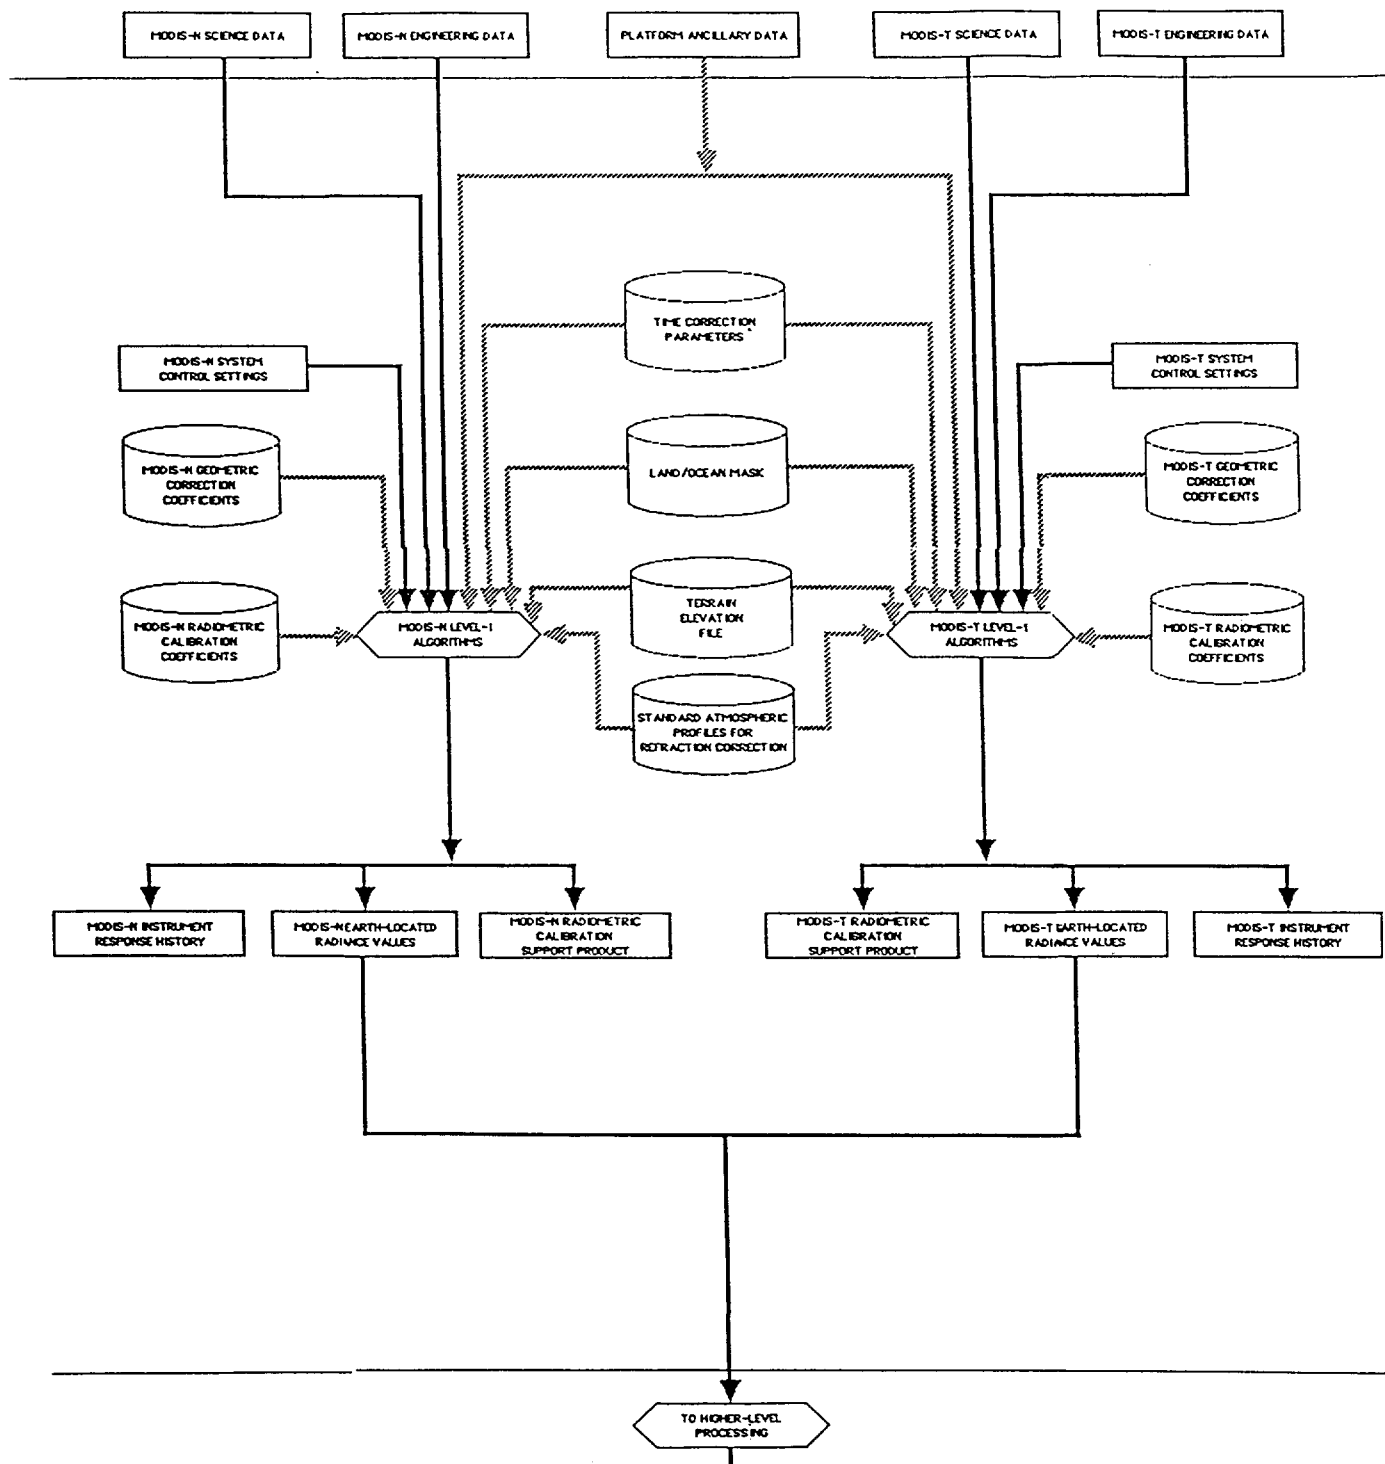 MODIS-N SCIENCE DATA
MODIS-N ENGINEERING DATA
PLATFORM ANCILLARY DATA
MODIS-T SCIENCE DATA
MODIS-T ENGINEERING DATA
TIME CORRECTION
PARAMETERS
MODIS-N SYSTEM
CONTROL SETTINGS
MODIS-T SYSTEM
CONTROL SETTINGS
MODIS-N GEOMETRIC
CORRECTION
COEFFICIENTS
LAND/OCEAN MASK
MODIS-T GEOMETRIC
CORRECTION
COEFFICIENTS
MODIS-N RADIOMETRIC
CALIBRATION
COEFFICIENTS
MODIS-N LEVEL-1
ALGORITHMS
TERRAIN
ELEVATION
FILE
MODIS-T LEVEL-1
ALGORITHMS
MODIS-T RADIOMETRIC
CALIBRATION
COEFFICIENTS
STANDARD ATMOSPHERIC
PROFILES FOR
REFRACTION CORRECTION
MODIS-N INSTRUMENT
RESPONSE HISTORY
MODIS-N EARTH-LOCATED
RADIANCE VALUES
MODIS-N RADIOMETRIC
CALIBRATION
SUPPORT PRODUCT
MODIS-T RADIOMETRIC
CALIBRATION
SUPPORT PRODUCT
MODIS-T EARTH-LOCATED
RADIANCE VALUES
MODIS-T INSTRUMENT
RESPONSE HISTORY
TO HIGHER-LEVEL
PROCESSING